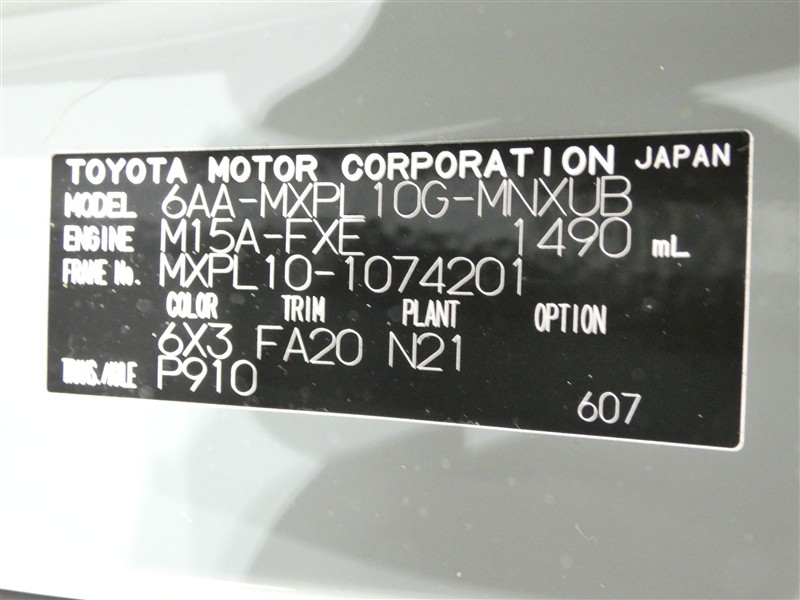 TOYOTA MOTOR CORPORATION JAPAN
MODEL 6AA-MXPL10G-MNXUB
ENGINE M15A-FXE 1490 mL
FRAME No. MXPL10-1074201
COLOR TRIM PLANT OPTION
6X3 FA20 N21
TRANS./AXLE P910
607